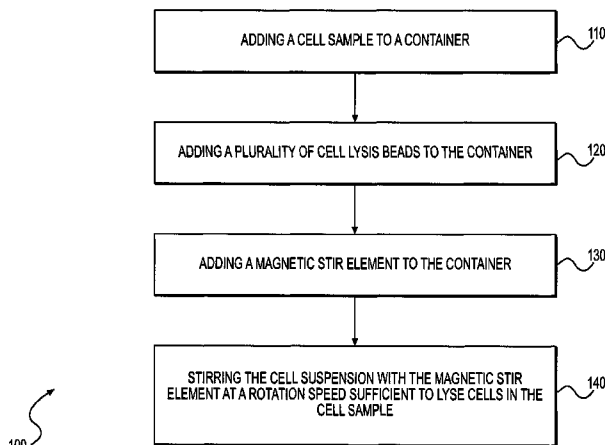 ADDING A CELL SAMPLE TO A CONTAINER
110
ADDING A PLURALITY OF CELL LYSIS BEADS TO THE CONTAINER
120
ADDING A MAGNETIC STIR ELEMENT TO THE CONTAINER
130
STIRRING THE CELL SUSPENSION WITH THE MAGNETIC STIR
ELEMENT AT A ROTATION SPEED SUFFICIENT TO LYSE CELLS IN THE
CELL SAMPLE
140
100